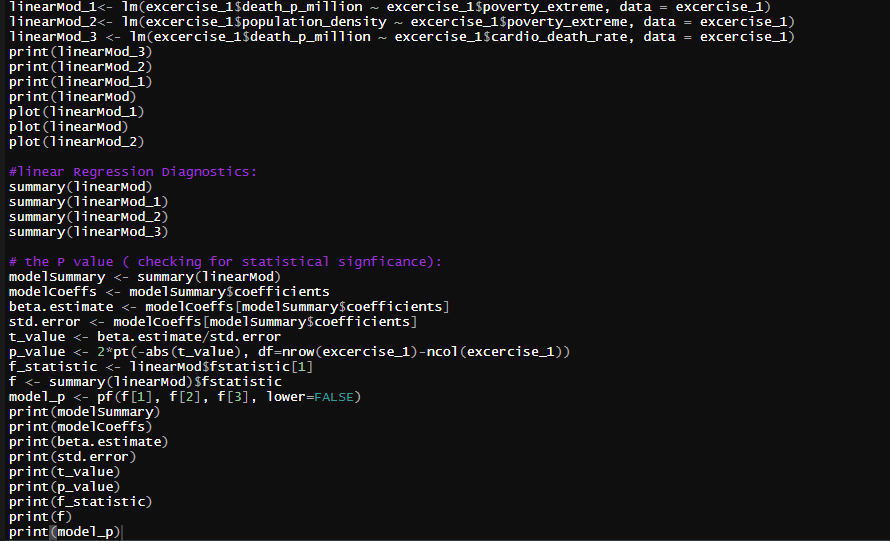 linearMod_1<- lm(excercise_1$death_p_million ~ excercise_1$poverty_extreme, data = excercise_1)
linearMod_2<- lm(excercise_1$population_density ~ excercise_1$poverty_extreme, data = excercise_1)
linearMod_3 <- lm(excercise_1$death_p_million ~ excercise_1$cardio_death_rate, data = excercise_1)
print(linearMod_3)
print(linearMod_2)
print(linearMod_1)
print(linearMod)
plot(linearMod_1)
plot(linearMod)
plot(linearMod_2)

#linear Regression Diagnostics:
summary(linearMod)
summary(linearMod_1)
summary(linearMod_2)
summary(linearMod_3)

# the P value ( checking for statistical signficance):
modelSummary <- summary(linearMod)
modelCoeffs <- modelSummary$coefficients
beta.estimate <- modelCoeffs[modelSummary$coefficients]
std.error <- modelCoeffs[modelSummary$coefficients]
t_value <- beta.estimate/std.error
p_value <- 2*pt(-abs(t_value), df=nrow(excercise_1)-ncol(excercise_1))
f_statistic <- linearMod$fstatistic[1]
f <- summary(linearMod)$fstatistic
model_p <- pf(f[1], f[2], f[3], lower=FALSE)
print(modelSummary)
print(modelCoeffs)
print(beta.estimate)
print(std.error)
print(t_value)
print(p_value)
print(f_statistic)
print(f)
print(model_p)